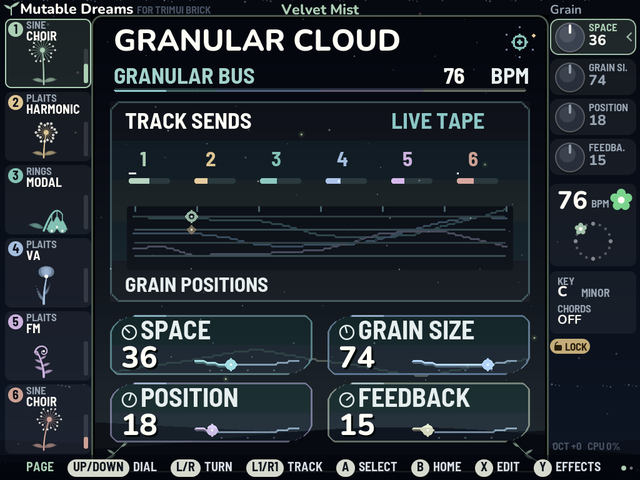 Mutable Dreams FOR TRIMUI BRICK
Velvet Mist
Grain
1 SINE
CHOIR
2 PLAITS
HARMONIC
3 RINGS
MODAL
4 PLAITS
VA
5 PLAITS
FM
6 SINE
CHOIR
GRANULAR CLOUD
GRANULAR BUS 76 BPM
TRACK SENDS LIVE TAPE
1 2 3 4 5 6
GRAIN POSITIONS
SPACE
36
GRAIN SIZE
74
POSITION
18
FEEDBACK
15
SPACE
36
GRAIN SI.
74
POSITION
18
FEEDBA.
15
76 BPM
KEY
C MINOR
CHORDS
OFF
LOCK
OCT +0 CPU 0%
PAGE UP/DOWN DIAL L/R TURN L1/R1 TRACK A SELECT B HOME X EDIT Y EFFECTS